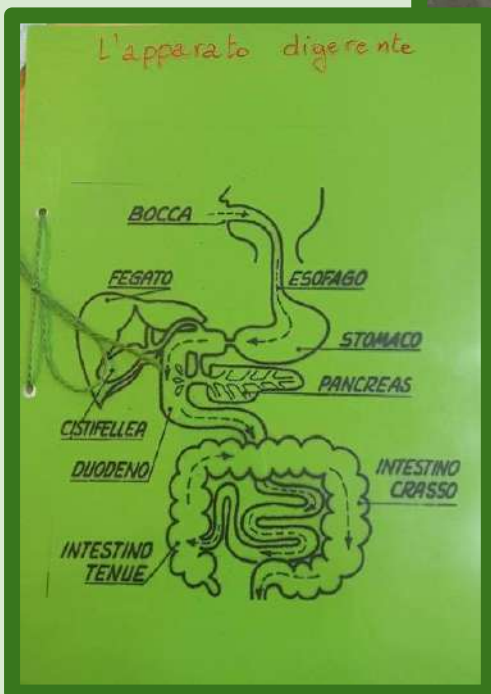 L'apparato digerente
BOCCA
FEGATO
ESOFAGO
STOMACO
PANCREAS
CISTIFELLEA
DUODENO
INTESTINO
CRASSO
INTESTINO
TENUE